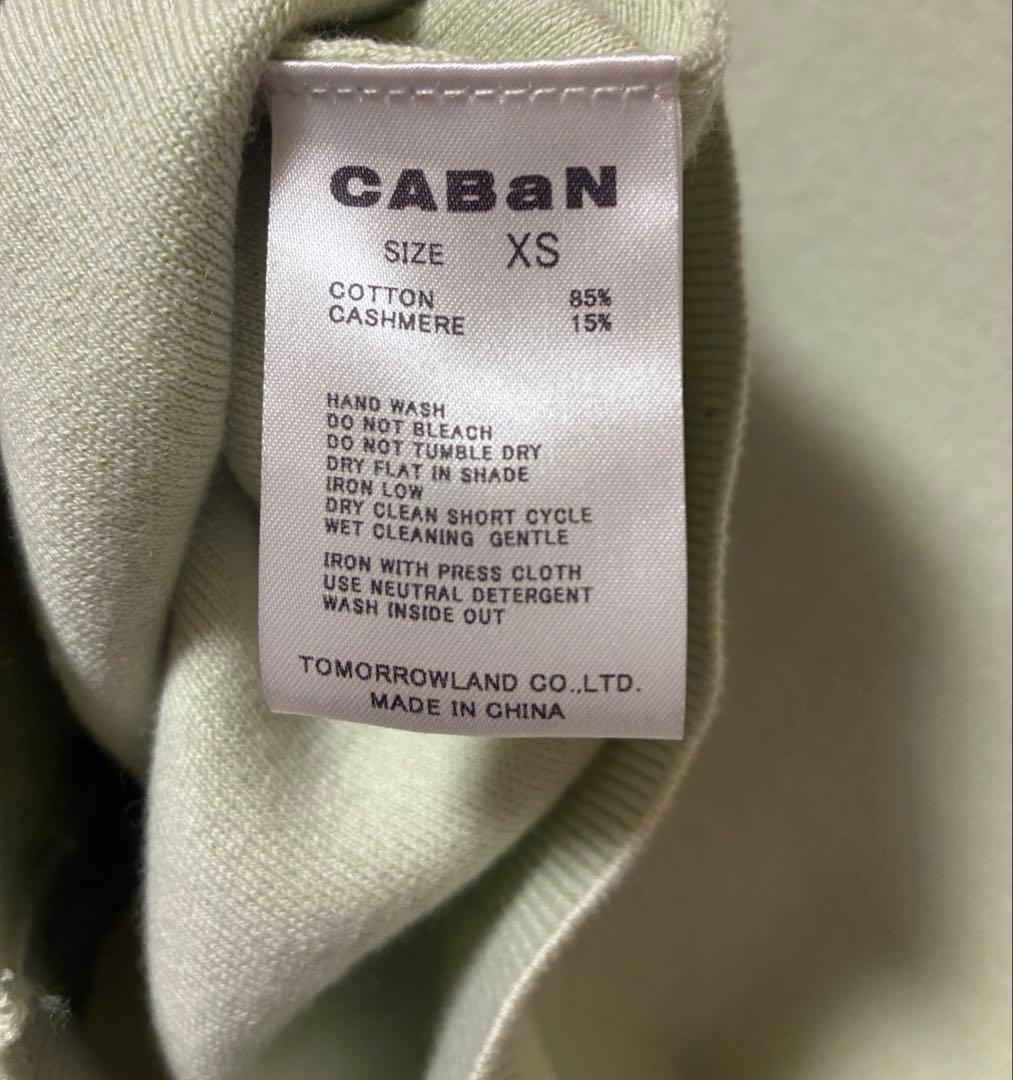 CABaN
SIZE XS
COTTON 85%
CASHMERE 15%
HAND WASH
DO NOT BLEACH
DO NOT TUMBLE DRY
DRY FLAT IN SHADE
IRON LOW
DRY CLEAN SHORT CYCLE
WET CLEANING GENTLE
IRON WITH PRESS CLOTH
USE NEUTRAL DETERGENT
WASH INSIDE OUT
TOMORROWLAND CO.,LTD.
MADE IN CHINA